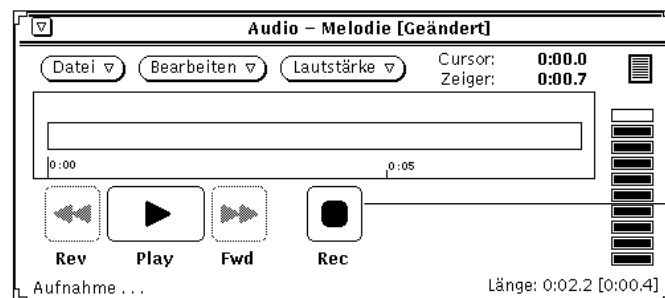 Audio – Melodie [Geändert]
Datei Bearbeiten Lautstärke Cursor: 0:00.0
Zeiger: 0:00.7
0:00 0:05
Rev Play Fwd Rec
Aufnahme . . . Länge: 0:02.2 [0:00.4]